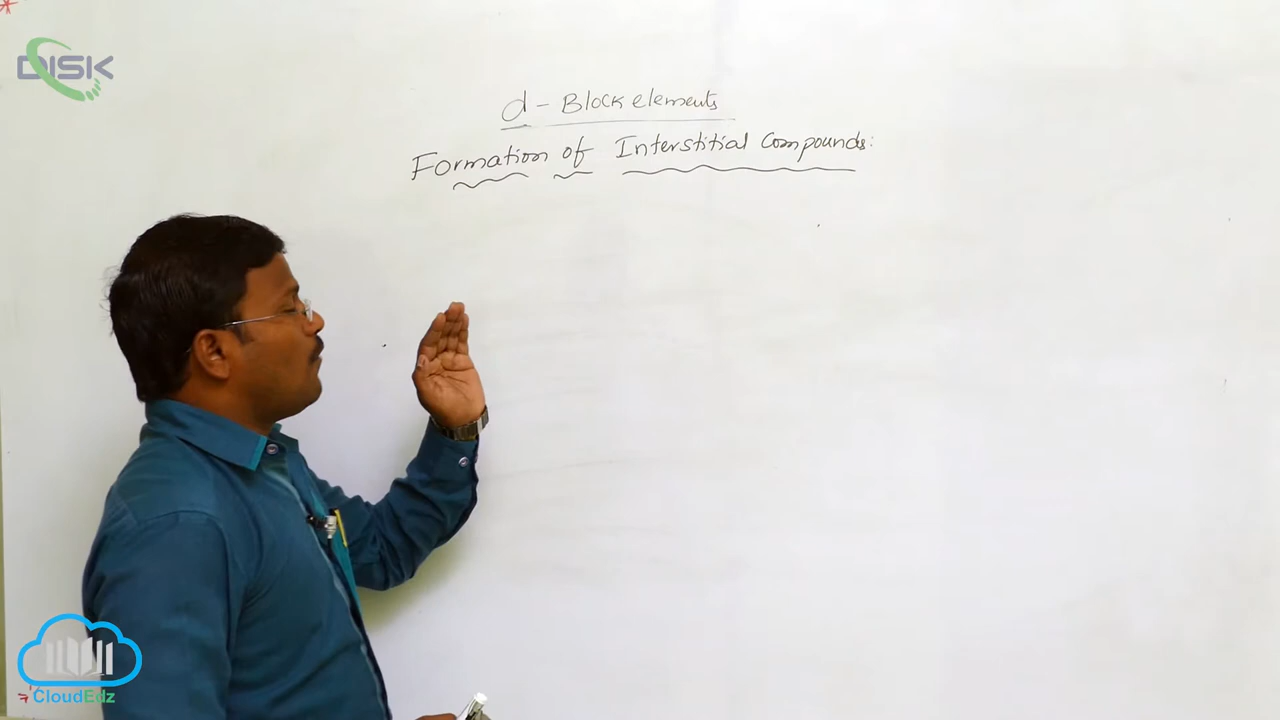 DISK
d - Block elements
Formation of Interstitial Compounds:
CloudEdz